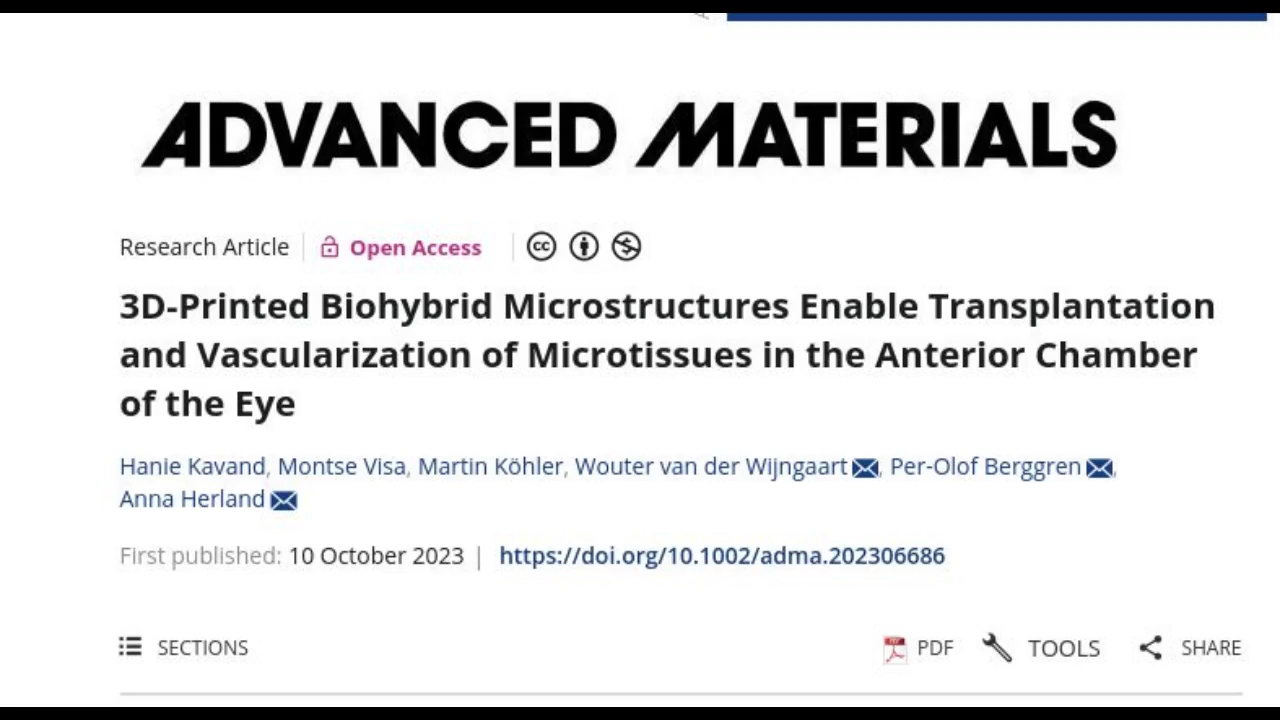 ADVANCED MATERIALS
Research Article Open Access cc
3D-Printed Biohybrid Microstructures Enable Transplantation
and Vascularization of Microtissues in the Anterior Chamber
of the Eye
Hanie Kavand, Montse Visa, Martin Köhler, Wouter van der Wijngaart, Per-Olof Berggren,
Anna Herland
First published: 10 October 2023 | https://doi.org/10.1002/adma.202306686
SECTIONS PDF TOOLS SHARE